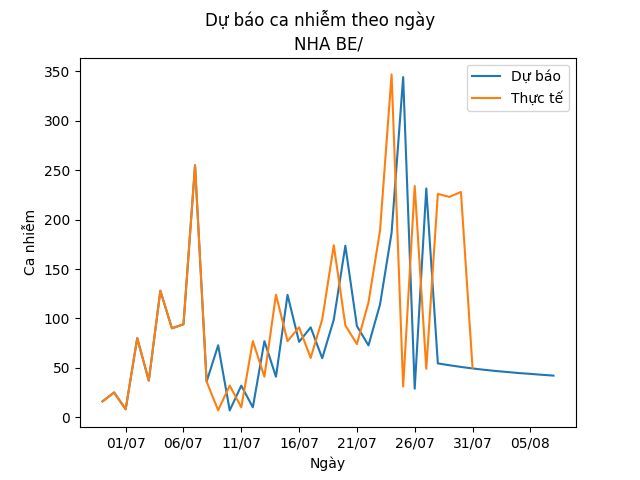 Dự báo ca nhiễm theo ngày
NHA BE/
Dự báo
Thực tế
350
300
250
200
150
100
50
0
Ca nhiễm
01/07 06/07 11/07 16/07 21/07 26/07 31/07 05/08
Ngày